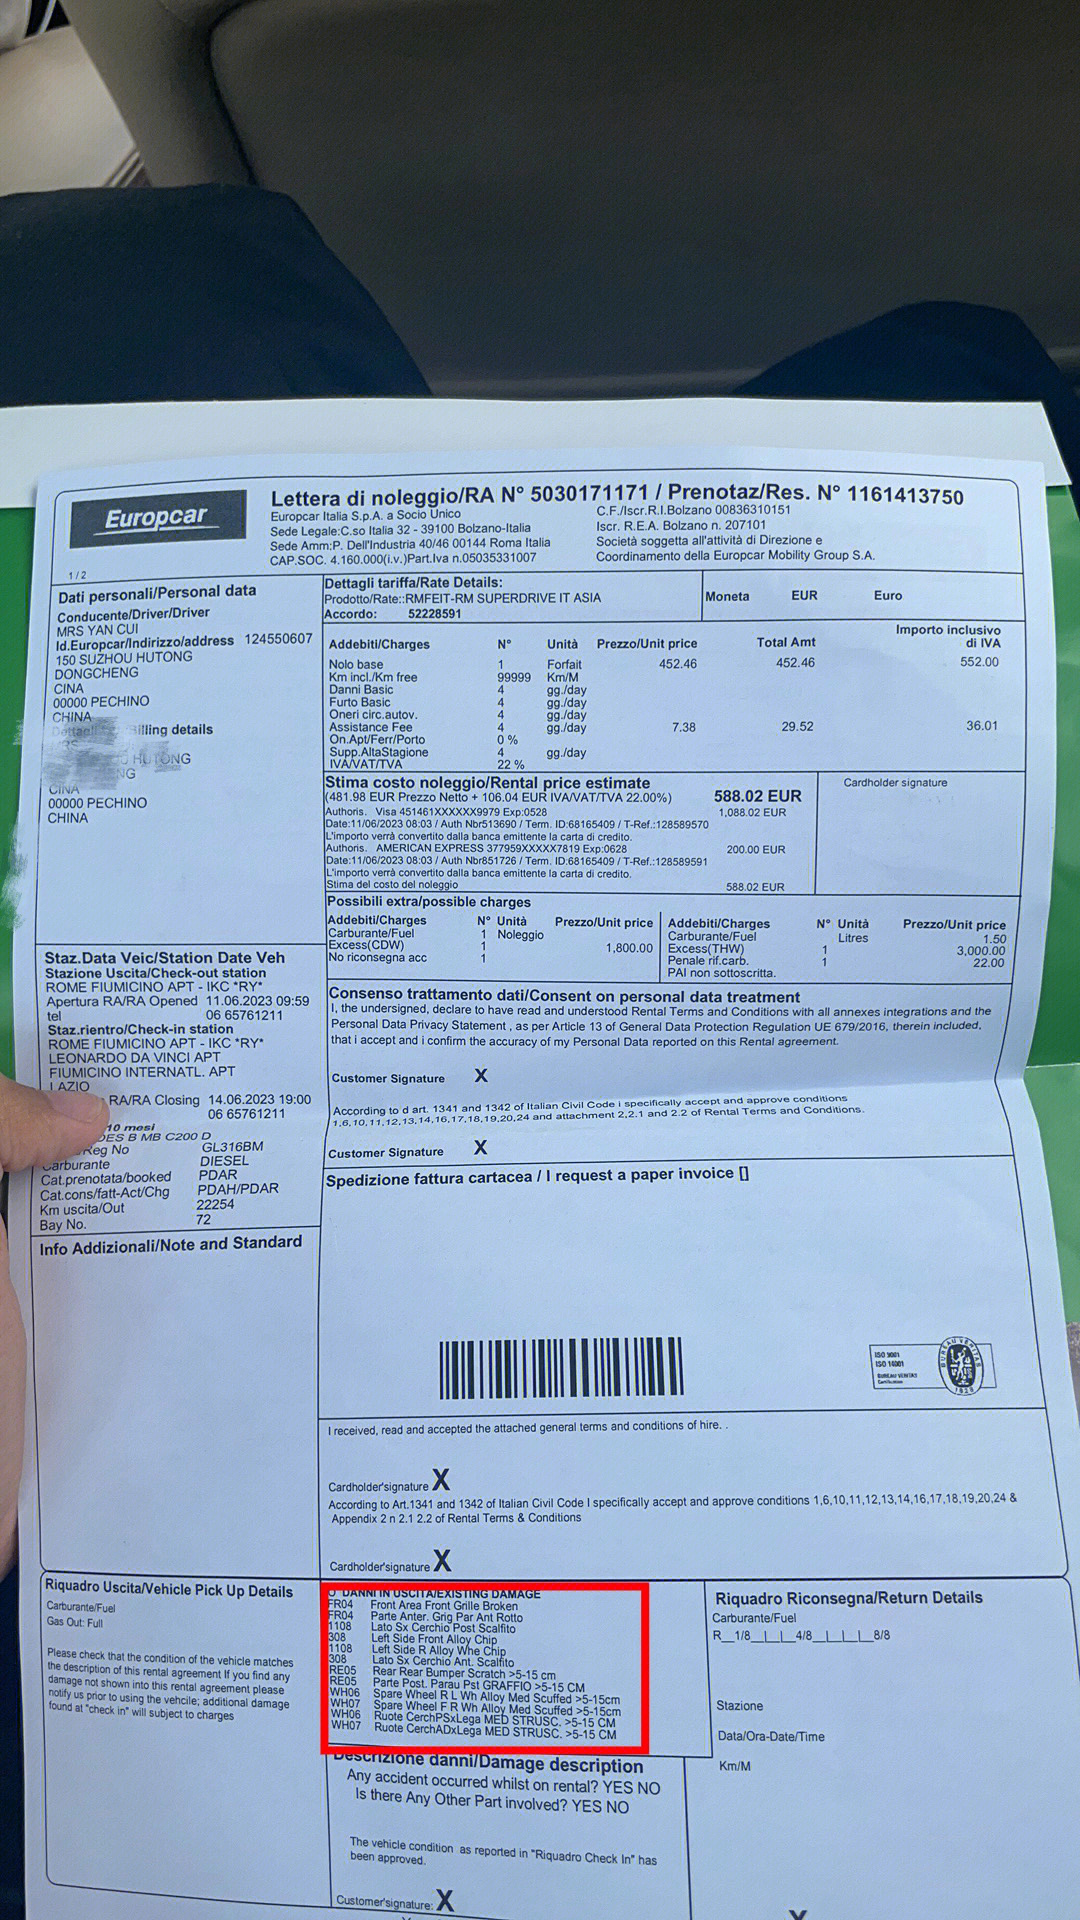 Europcar
1/2
Lettera di noleggio/RA N° 5030171171 / Prenotaz/Res. N° 1161413750
Europcar Italia S.p.A. a Socio Unico
Sede Legale:C.so Italia 32 - 39100 Bolzano-Italia
Sede Amm:P. Dell'Industria 40/46 00144 Roma Italia
CAP.SOC. 4.160.000(i.v.)Part.Iva n.05035331007
C.F./Iscr.R.I.Bolzano 00836310151
Iscr. R.E.A. Bolzano n. 207101
Società soggetta all'attività di Direzione e
Coordinamento della Europcar Mobility Group S.A.
Dati personali/Personal data
Conducente/Driver/Driver
MRS YAN CUI
Id.Europcar/Indirizzo/address 124550607
150 SUZHOU HUTONG
DONGCHENG
CINA
00000 PECHINO
CHINA
Billing details
HUTONG
NG
CINA
00000 PECHINO
CHINA
Dettagli tariffa/Rate Details:
Prodotto/Rate::RMFEIT-RM SUPERDRIVE IT ASIA
Accordo: 52228591
Moneta EUR Euro
Addebiti/Charges N° Unità Prezzo/Unit price Total Amt Importo inclusivo di IVA
Nolo base 1 Forfait 452.46 452.46 552.00
Km incl./Km free 99999 Km/M
Danni Basic 4 gg./day
Furto Basic 4 gg./day
Oneri circ.autov. 4 gg./day
Assistance Fee 4 gg./day 7.38 29.52 36.01
On.Apt/Ferr/Porto 0 %
Supp.AltaStagione 4 gg./day
IVA/VAT/TVA 22 %
Stima costo noleggio/Rental price estimate 588.02 EUR
(481.98 EUR Prezzo Netto + 106.04 EUR IVA/VAT/TVA 22.00%)
Authoris. Visa 451461XXXXXX9979 Exp:0528 1,088.02 EUR
Date:11/06/2023 08:03 / Auth Nbr513690 / Term. ID:68165409 / T-Ref.:128589570
L'importo verrà convertito dalla banca emittente la carta di credito.
Authoris. AMERICAN EXPRESS 377959XXXXX7819 Exp:0628 200.00 EUR
Date:11/06/2023 08:03 / Auth Nbr851726 / Term. ID:68165409 / T-Ref.:128589591
L'importo verrà convertito dalla banca emittente la carta di credito.
Stima del costo del noleggio 588.02 EUR
Cardholder signature
Possibili extra/possible charges
Addebiti/Charges N° Unità Prezzo/Unit price
Carburante/Fuel 1 Noleggio
Excess(CDW) 1 1,800.00
No riconsegna acc 1
Addebiti/Charges N° Unità Prezzo/Unit price
Carburante/Fuel Litres 1.50
Excess(THW) 1 3,000.00
Penale rif.carb. 1 22.00
PAI non sottoscritta.
Staz.Data Veic/Station Date Veh
Stazione Uscita/Check-out station
ROME FIUMICINO APT - IKC *RY*
Apertura RA/RA Opened 11.06.2023 09:59
tel 06 65761211
Staz.rientro/Check-in station
ROME FIUMICINO APT - IKC *RY*
LEONARDO DA VINCI APT
FIUMICINO INTERNATL. APT
LAZIO
RA/RA Closing 14.06.2023 19:00
06 65761211
10 mesi
DES B MB C200 D
Reg No GL316BM
Carburante DIESEL
Cat.prenotata/booked PDAR
Cat.cons/fatt-Act/Chg PDAH/PDAR
Km uscita/Out 22254
Bay No. 72
Info Addizionali/Note and Standard
Consenso trattamento dati/Consent on personal data treatment
I, the undersigned, declare to have read and understood Rental Terms and Conditions with all annexes integrations and the
Personal Data Privacy Statement , as per Article 13 of General Data Protection Regulation UE 679/2016, therein included,
that i accept and i confirm the accuracy of my Personal Data reported on this Rental agreement.
Customer Signature X
According to d art. 1341 and 1342 of Italian Civil Code i specifically accept and approve conditions
1,6,10,11,12,13,14,16,17,18,19,20,24 and attachment 2,2.1 and 2.2 of Rental Terms and Conditions.
Customer Signature X
Spedizione fattura cartacea / I request a paper invoice []
ISO 9001
ISO 14001
BUREAU VERITAS
Certification
BUREAU VERITAS
1828
I received, read and accepted the attached general terms and conditions of hire. .
Cardholder'signature X
According to Art.1341 and 1342 of Italian Civil Code I specifically accept and approve conditions 1,6,10,11,12,13,14,16,17,18,19,20,24 &
Appendix 2 n 2.1 2.2 of Rental Terms & Conditions
Cardholder'signature X
Riquadro Uscita/Vehicle Pick Up Details
Carburante/Fuel
Gas Out: Full
Please check that the condition of the vehicle matches
the description of this rental agreement If you find any
damage not shown into this rental agreement please
notify us prior to using the vehcile; additional damage
found at "check in" will subject to charges
DANNI IN USCITA/EXISTING DAMAGE
FR04 Front Area Front Grille Broken
FR04 Parte Anter. Grig Par Ant Rotto
1108 Lato Sx Cerchio Post Scalfito
308 Left Side Front Alloy Chip
1108 Left Side R Alloy Whe Chip
308 Lato Sx Cerchio Ant. Scalfito
RE05 Rear Rear Bumper Scratch >5-15 cm
RE05 Parte Post. Parau Pst GRAFFIO >5-15 CM
WH06 Spare Wheel R L Wh Alloy Med Scuffed >5-15cm
WH07 Spare Wheel F R Wh Alloy Med Scuffed >5-15cm
WH06 Ruote CerchPSxLega MED STRUSC. >5-15 CM
WH07 Ruote CerchADxLega MED STRUSC. >5-15 CM
Descrizione danni/Damage description
Any accident occurred whilst on rental? YES NO
Is there Any Other Part involved? YES NO
The vehicle condition as reported in "Riquadro Check In" has
been approved.
Customer'signature: X
Riquadro Riconsegna/Return Details
Carburante/Fuel
R_1/8_|_|_4/8_|_|_|_8/8
Stazione
Data/Ora-Date/Time
Km/M
X